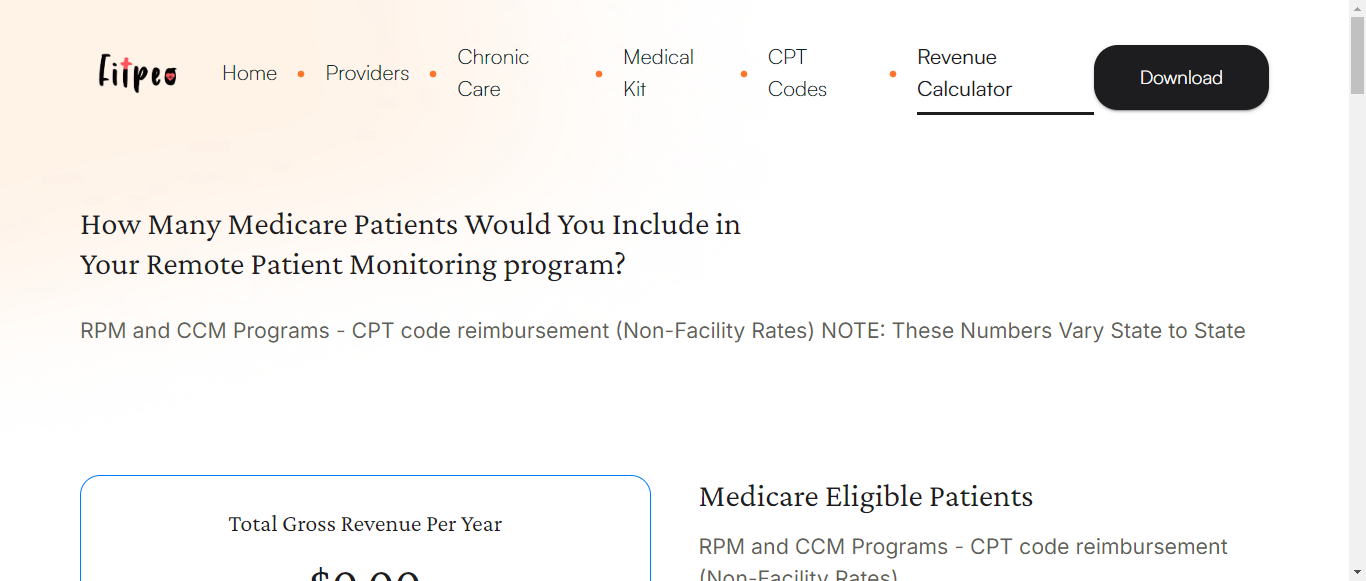 Fitpeo
Home
Providers
Chronic
Care
Medical
Kit
CPT
Codes
Revenue
Calculator
Download
How Many Medicare Patients Would You Include in
Your Remote Patient Monitoring program?
RPM and CCM Programs - CPT code reimbursement (Non-Facility Rates) NOTE: These Numbers Vary State to State
Total Gross Revenue Per Year
$0.00
Medicare Eligible Patients
RPM and CCM Programs - CPT code reimbursement
(Non-Facility Rates)